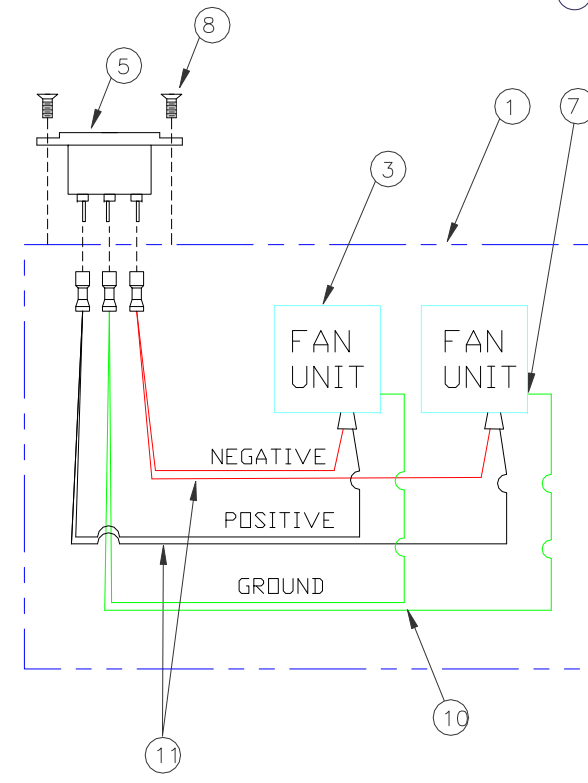 8
5
1
7
3
FAN
UNIT
FAN
UNIT
NEGATIVE
POSITIVE
GROUND
10
11